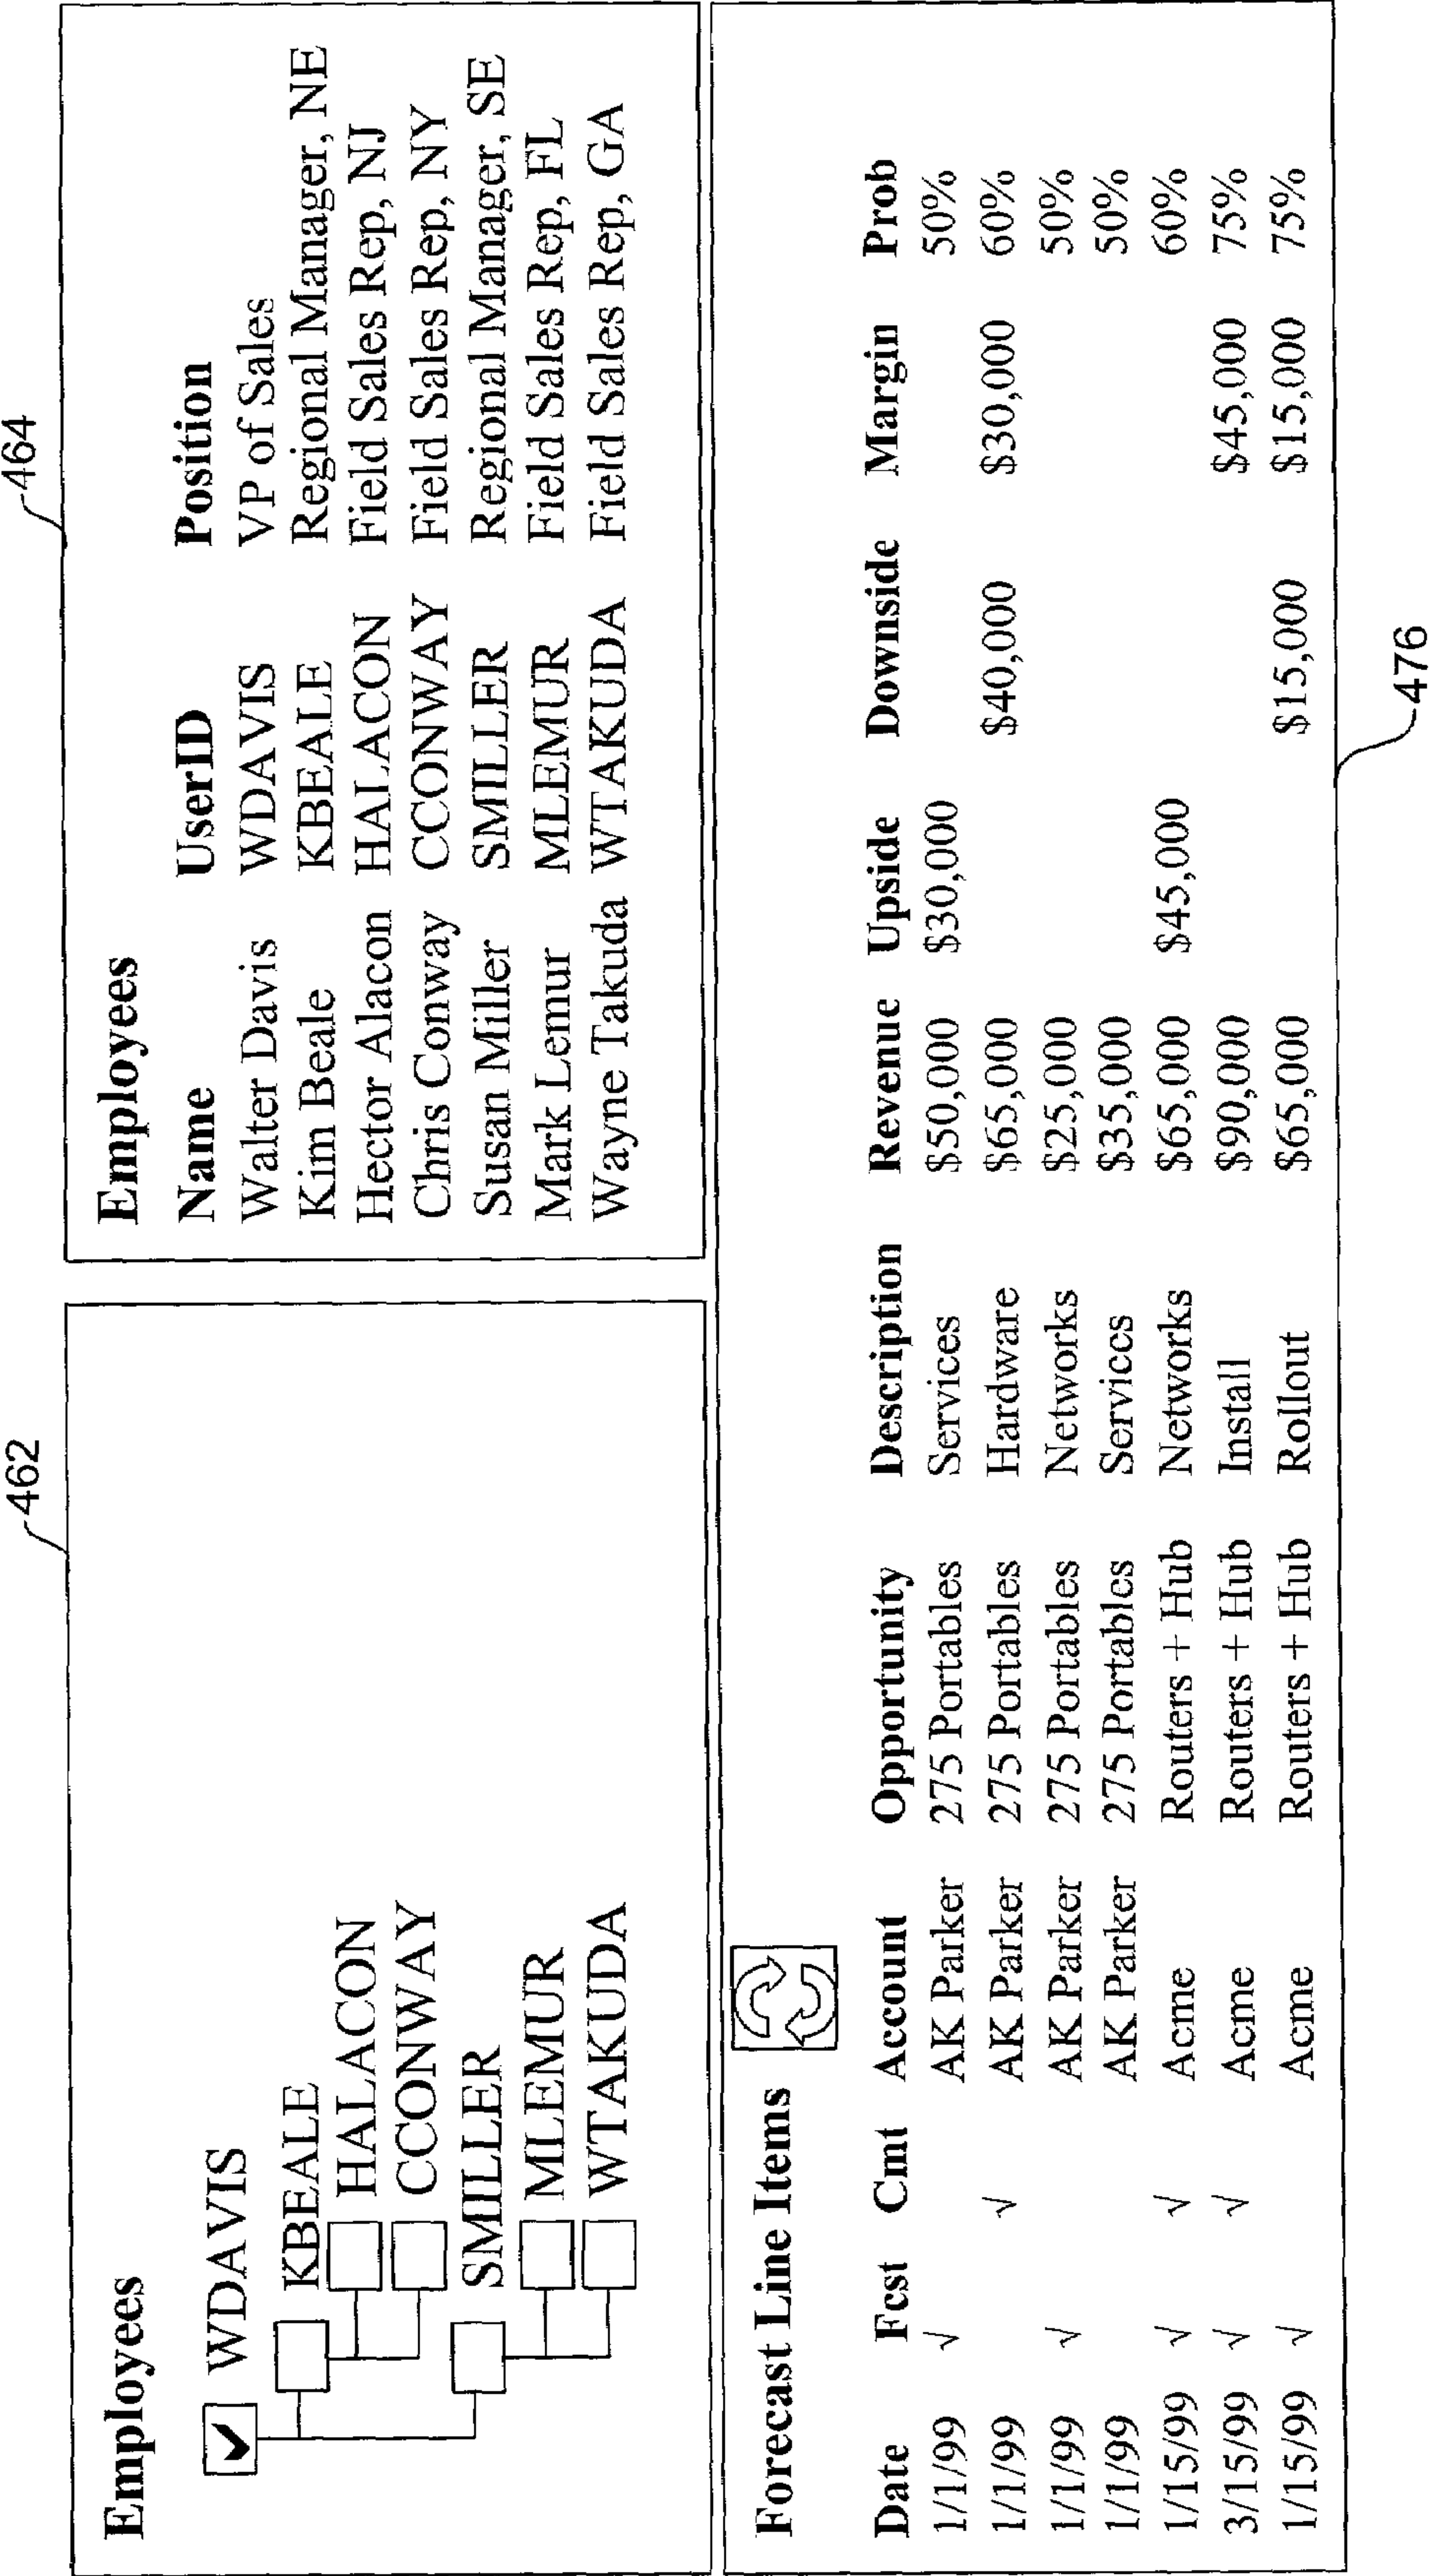 462
Employees
WDAVIS
KBEALE
HALACON
CCONWAY
SMILLER
MLEMUR
WTAKUDA
464
Employees
Name UserID Position
Walter Davis WDAVIS VP of Sales
Kim Beale KBEALE Regional Manager, NE
Hector Alacon HALACON Field Sales Rep, NJ
Chris Conway CCONWAY Field Sales Rep, NY
Susan Miller SMILLER Regional Manager, SE
Mark Lemur MLEMUR Field Sales Rep, FL
Wayne Takuda WTAKUDA Field Sales Rep, GA
Forecast Line Items
Date Fcst Cmt Account Opportunity Description Revenue Upside Downside Margin Prob
1/1/99 √ AK Parker 275 Portables Services $50,000 $30,000 50%
1/1/99 √ AK Parker 275 Portables Hardware $65,000 $40,000 $30,000 60%
1/1/99 √ AK Parker 275 Portables Networks $25,000 50%
1/1/99 AK Parker 275 Portables Services $35,000 50%
1/15/99 √ √ Acme Routers + Hub Networks $65,000 $45,000 60%
3/15/99 √ √ Acme Routers + Hub Install $90,000 $45,000 75%
1/15/99 √ Acme Routers + Hub Rollout $65,000 $15,000 $15,000 75%
476